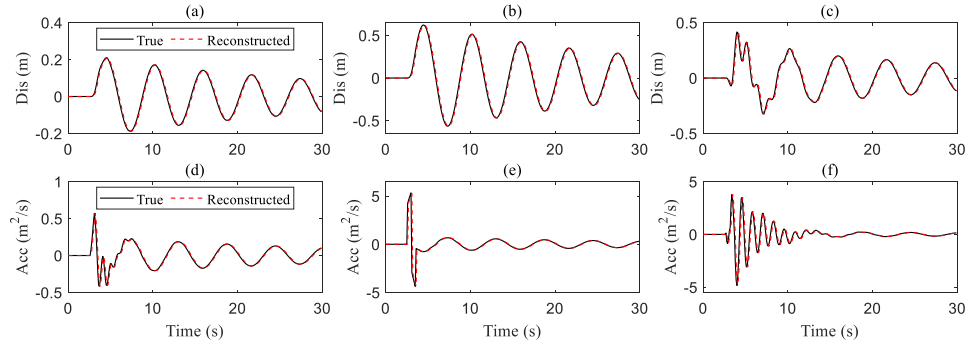 (a) (b) (c)
0.4 0.5 0.5
True Reconstructed
0.2
Dis (m) Dis (m) Dis (m)
0 0 0
-0.2 -0.5 -0.5
0 10 20 30 0 10 20 30 0 10 20 30
(d) (e) (f)
1 5 5
True Reconstructed
0.5
Acc (m²/s) Acc (m²/s) Acc (m²/s)
0 0 0
-0.5 -5 -5
0 10 20 30 0 10 20 30 0 10 20 30
Time (s) Time (s) Time (s)